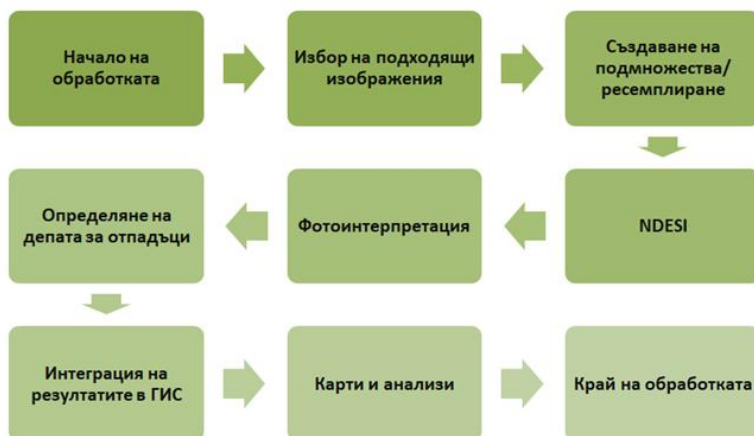 Начало на
обработката
Избор на подходящи
изображения
Създаване на
подмножества/
ресемплиране
NDESI
Фотоинтерпретация
Определяне на
депата за отпадъци
Интеграция на
резултатите в ГИС
Карти и анализи
Край на обработката